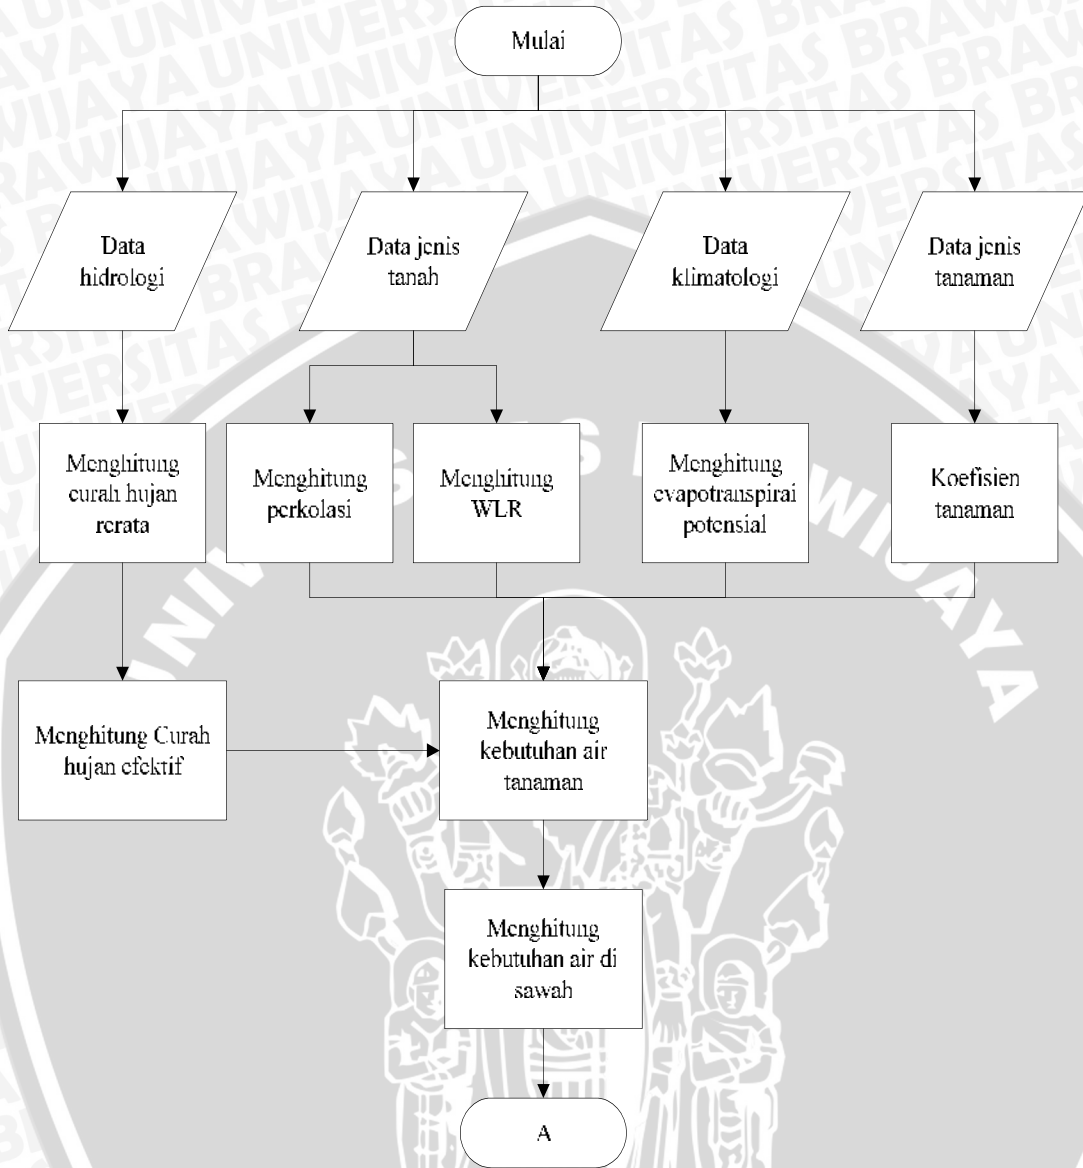 Mulai
Data
hidrologi
Data jenis
tanah
Data
klimatologi
Data jenis
tanaman
Menghitung
curah hujan
rerata
Menghitung
perkolasi
Menghitung
WLR
Menghitung
evapotranspirai
potensial
Koefisien
tanaman
Menghitung Curah
hujan efektif
Menghitung
kebutuhan air
tanaman
Menghitung
kebutuhan air di
sawah
A